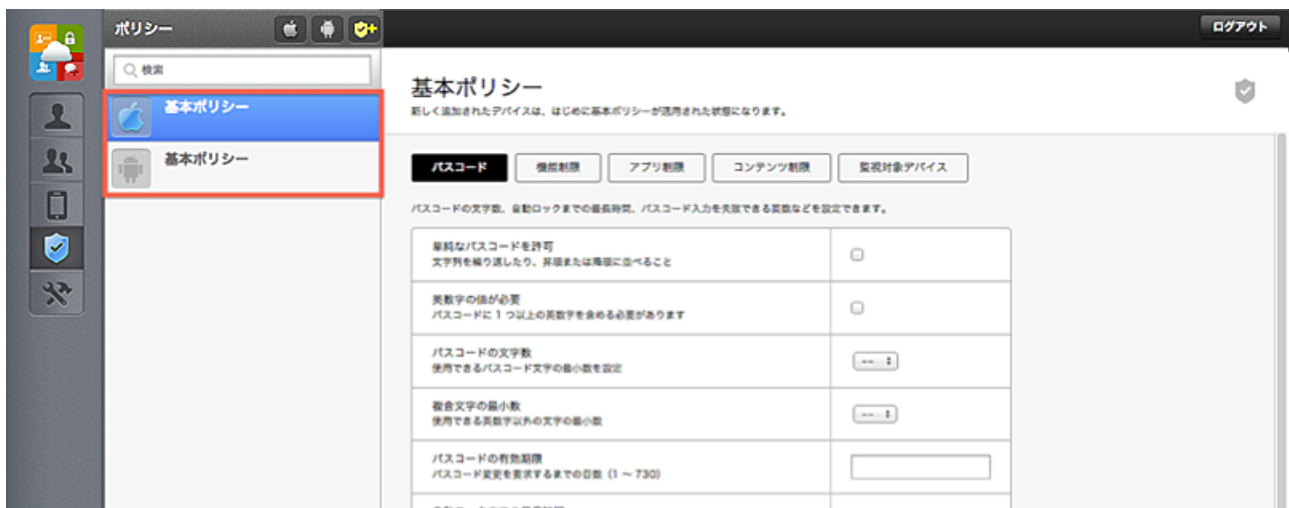 ポリシー
ログアウト
検索
基本ポリシー
基本ポリシー
基本ポリシー
新しく追加されたデバイスは、はじめに基本ポリシーが適用された状態になります。
パスコード
機能制限
アプリ制限
コンテンツ制限
監視対象デバイス
パスコードの文字数、自動ロックまでの最長時間、パスコード入力を失敗できる回数などを設定できます。
単純なパスコードを許可
文字列を繰り返したり、昇順または降順に並べること
英数字の値が必要
パスコードに 1 つ以上の英数字を含める必要があります
パスコードの文字数
使用できるパスコード文字の最小数を設定
--
複合文字の最小数
使用できる英数字以外の文字の最小数
--
パスコードの有効期限
パスコード変更を要求するまでの日数（1 ～ 730）